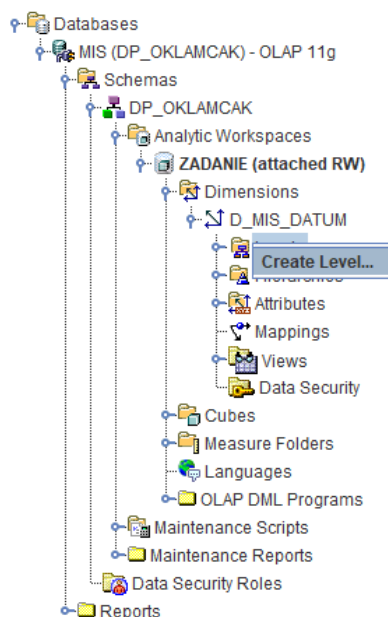 Databases
MIS (DP_OKLAMCAK) - OLAP 11g
Schemas
DP_OKLAMCAK
Analytic Workspaces
ZADANIE (attached RW)
Dimensions
D_MIS_DATUM
Create Level...
Attributes
Mappings
Views
Data Security
Cubes
Measure Folders
Languages
OLAP DML Programs
Maintenance Scripts
Maintenance Reports
Data Security Roles
Reports